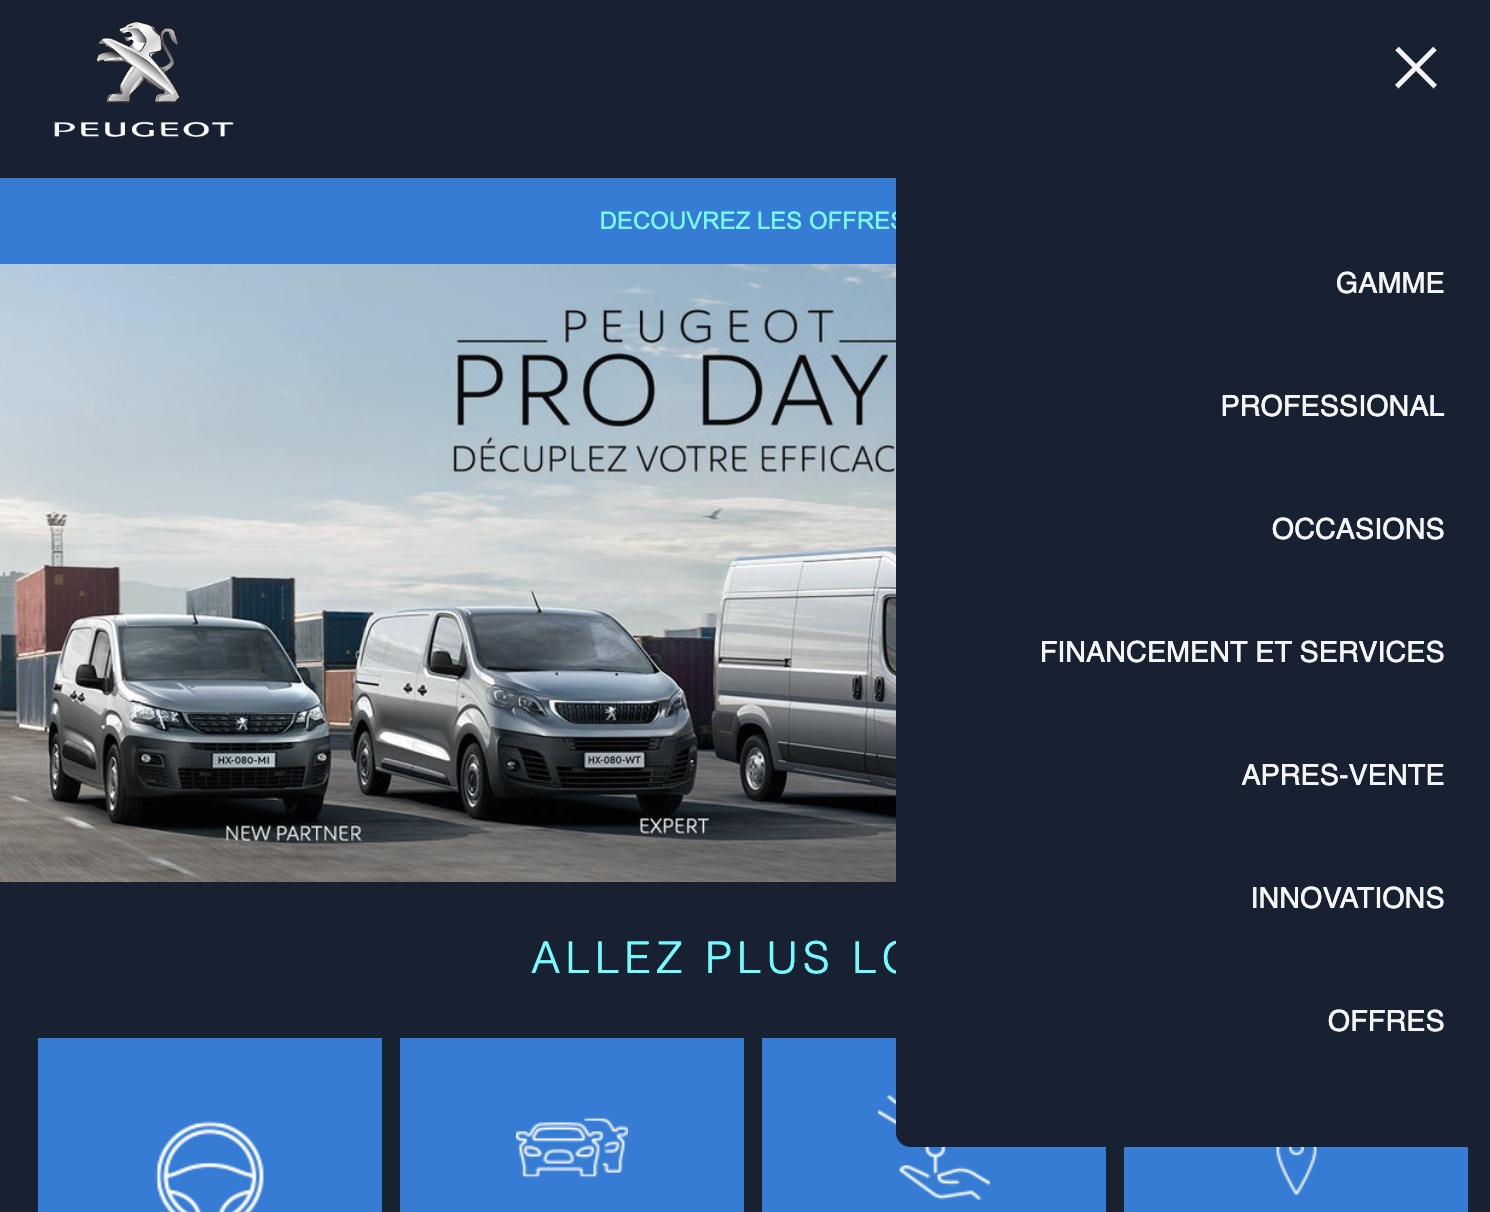 PEUGEOT
DECOUVREZ LES OFFRES
PEUGEOT
PRO DAY
DÉCUPLEZ VOTRE EFFICAC
HX-080-MI
HX-080-WT
NEW PARTNER
EXPERT
ALLEZ PLUS LO
GAMME
PROFESSIONAL
OCCASIONS
FINANCEMENT ET SERVICES
APRES-VENTE
INNOVATIONS
OFFRES